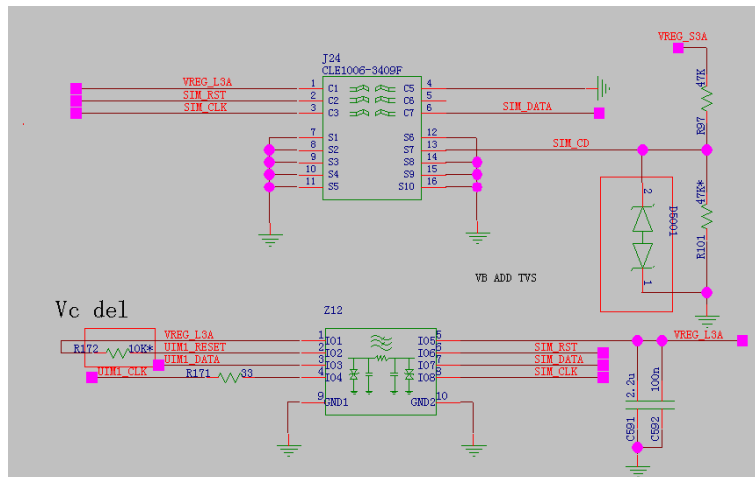 VREG_S3A
J24
CLE1006-3409F
VREG_L3A 1 C1 C5 4
SIM_RST 2 C2 C6 5
SIM_CLK 3 C3 C7 6 SIM_DATA
47K
R97
7 S1 S6 12
8 S2 S7 13 SIM_CD
9 S3 S8 14
10 S4 S9 15
11 S5 S10 16
2
D5001
1
47K*
R101
VB ADD TVS
Vc del
Z12
VREG_L3A 1 IO1 IO5 5 VREG_L3A
R172 10K* UIM1_RESET 2 IO2 IO6 6 SIM_RST
UIM1_DATA 3 IO3 IO7 7 SIM_DATA
UIM1_CLK R171 33 4 IO4 IO8 8 SIM_CLK
9 GND1 GND2 10
2.2u
C591
100n
C592